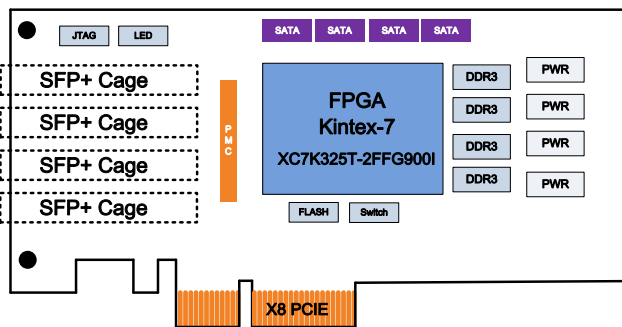 JTAG
LED
SATA
SATA
SATA
SATA
SFP+ Cage
SFP+ Cage
SFP+ Cage
SFP+ Cage
PMC
FPGA
Kintex-7
XC7K325T-2FFG900I
DDR3
DDR3
DDR3
DDR3
PWR
PWR
PWR
PWR
FLASH
Switch
X8 PCIE